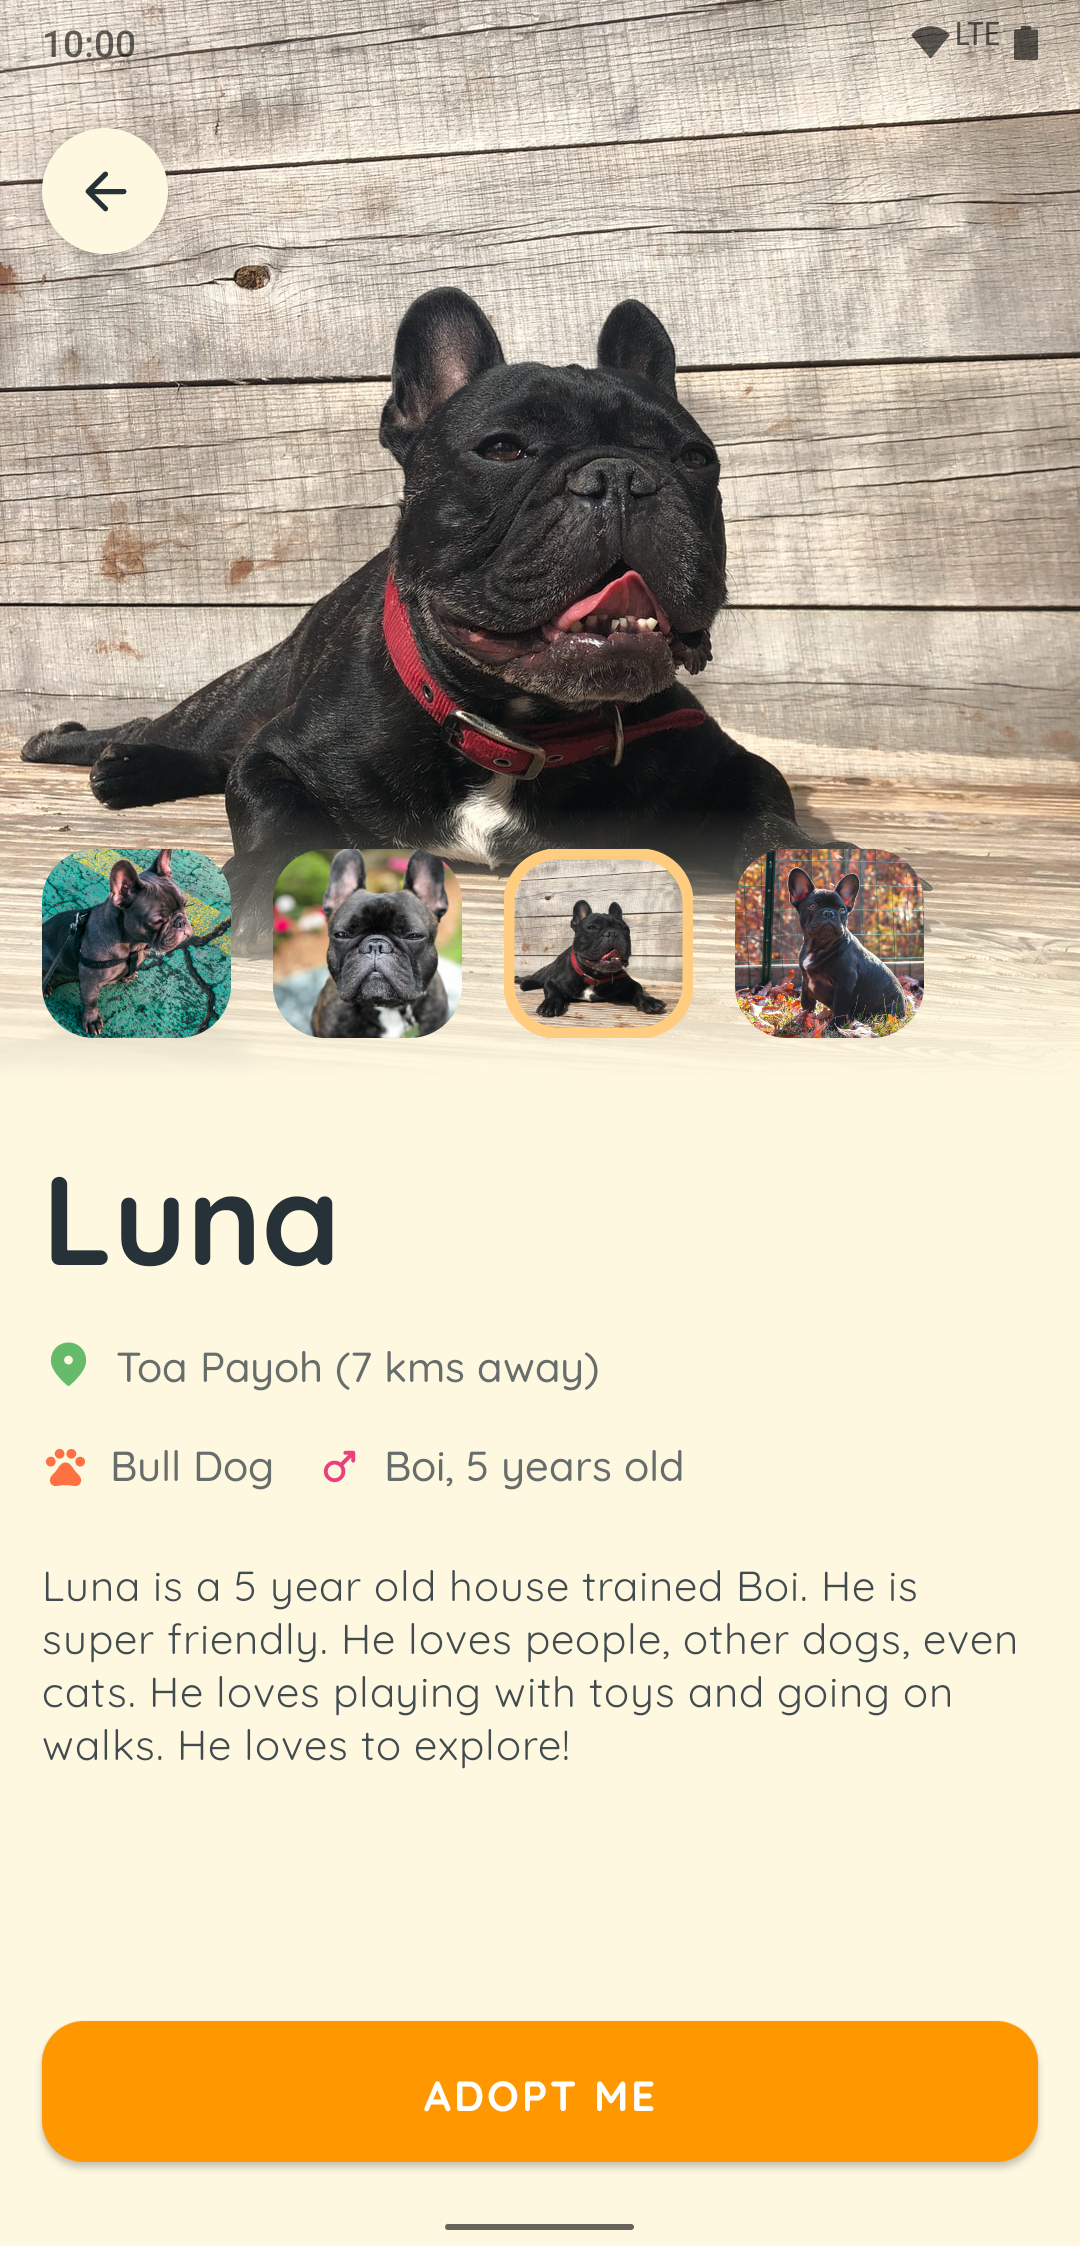 10:00
LTE
Luna
Toa Payoh (7 kms away)
Bull Dog
Boi, 5 years old
Luna is a 5 year old house trained Boi. He is
super friendly. He loves people, other dogs, even
cats. He loves playing with toys and going on
walks. He loves to explore!
ADOPT ME